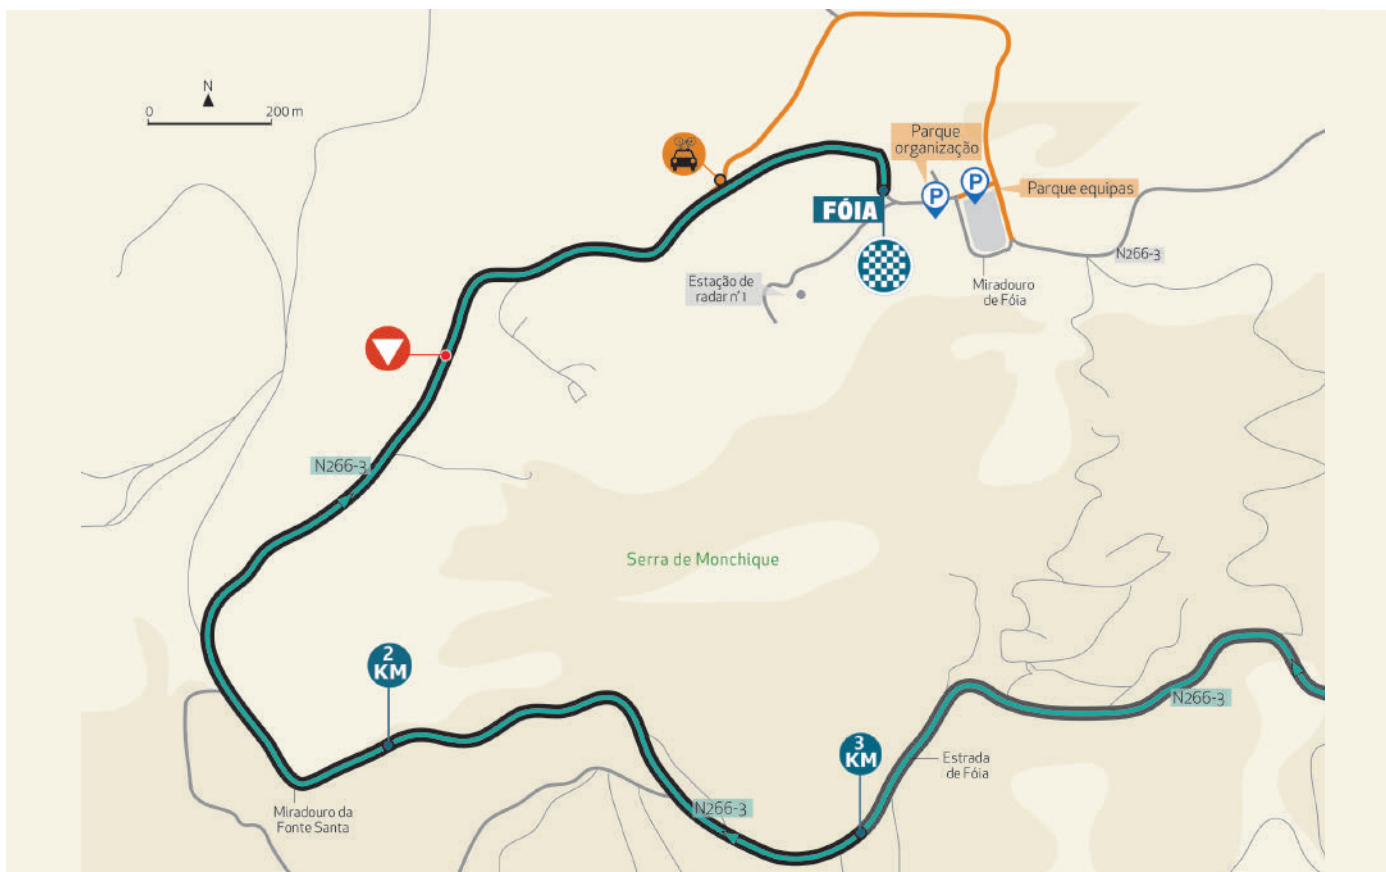 N
0 200 m
Parque
organização
P
P
Parque equipas
FÓIA
N266-3
Estação de
radar nº1
Miradouro
de Fóia
N266-3
Serra de Monchique
2
KM
N266-3
3
KM
Estrada
de Fóia
Miradouro da
Fonte Santa
N266-3